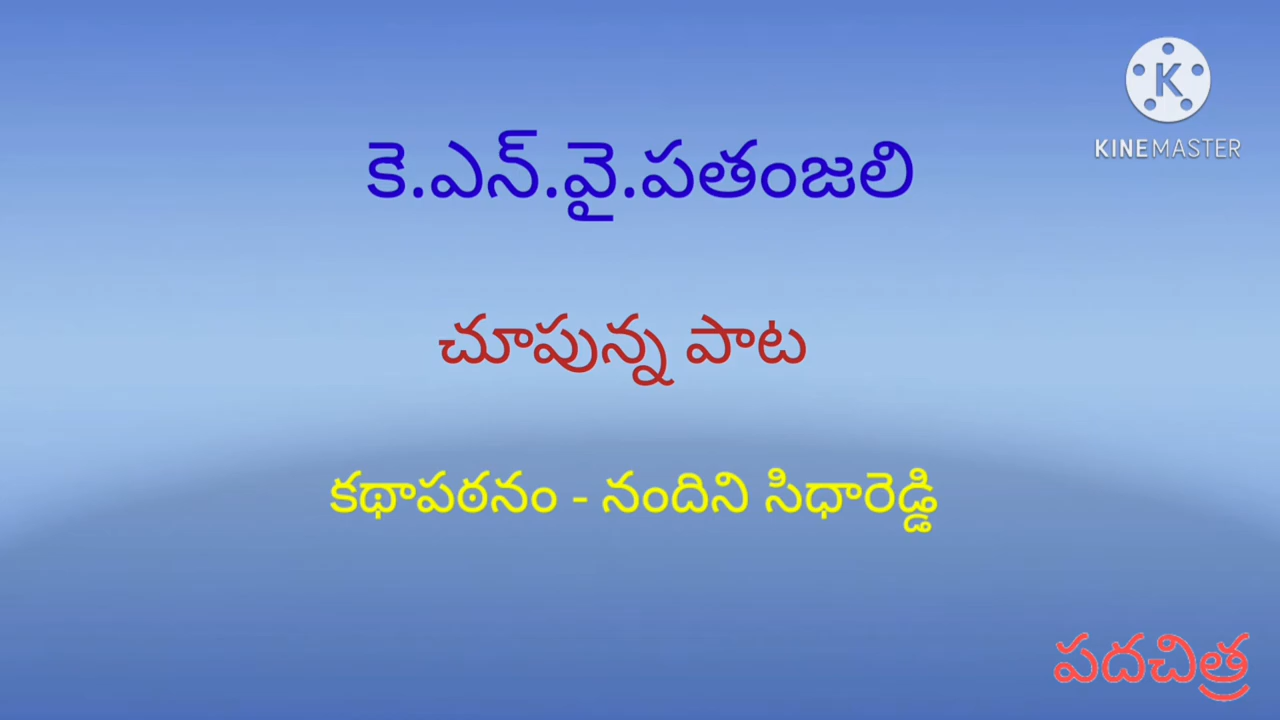 K
KINEMASTER
కె.ఎన్.వై.పతంజలి
చూపున్న పాట
కథాపఠనం - నందిని సిధారెడ్డి
పదచిత్ర